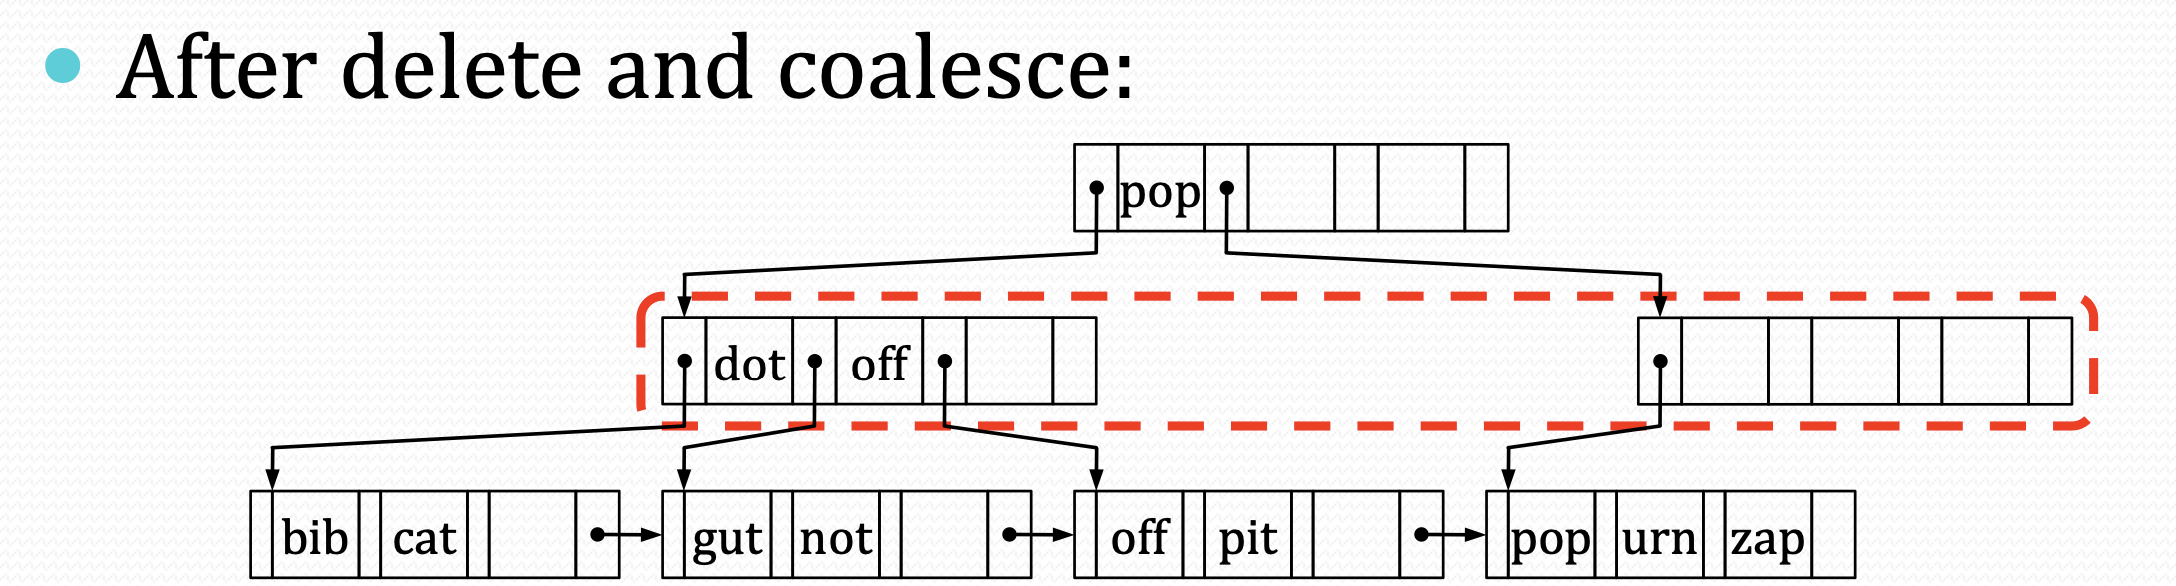 • After delete and coalesce:
pop
dot off
bib cat gut not off pit pop urn zap